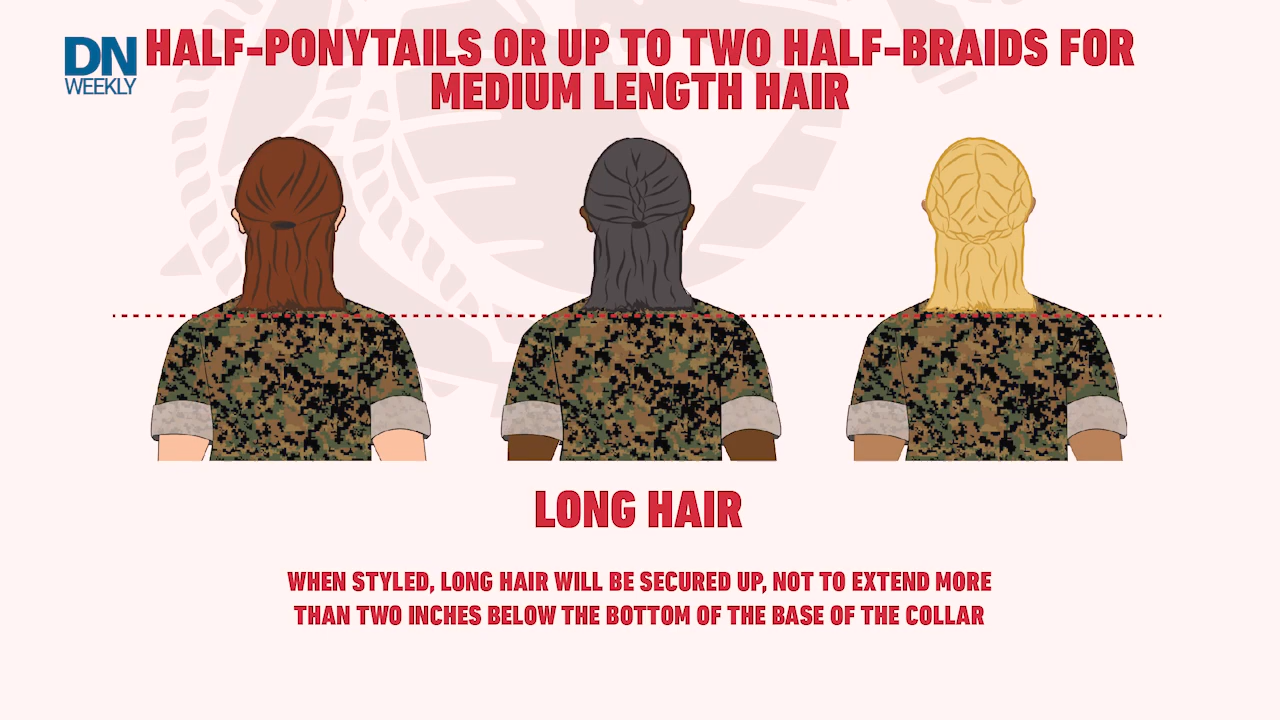 DN
WEEKLY
HALF-PONYTAILS OR UP TO TWO HALF-BRAIDS FOR
MEDIUM LENGTH HAIR
LONG HAIR
WHEN STYLED, LONG HAIR WILL BE SECURED UP, NOT TO EXTEND MORE
THAN TWO INCHES BELOW THE BOTTOM OF THE BASE OF THE COLLAR